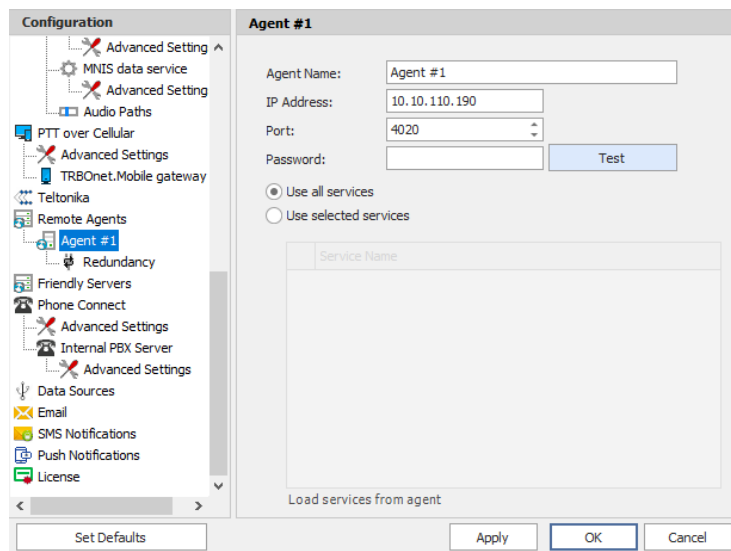 Configuration
Advanced Setting
MNIS data service
Advanced Setting
Audio Paths
PTT over Cellular
Advanced Settings
TRBOnet.Mobile gateway
Teltonika
Remote Agents
Agent #1
Redundancy
Friendly Servers
Phone Connect
Advanced Settings
Internal PBX Server
Advanced Settings
Data Sources
Email
SMS Notifications
Push Notifications
License
Set Defaults
Agent #1
Agent Name: Agent #1
IP Address: 10.10.110.190
Port: 4020
Password: Test
Use all services
Use selected services
Service Name
Load services from agent
Apply OK Cancel